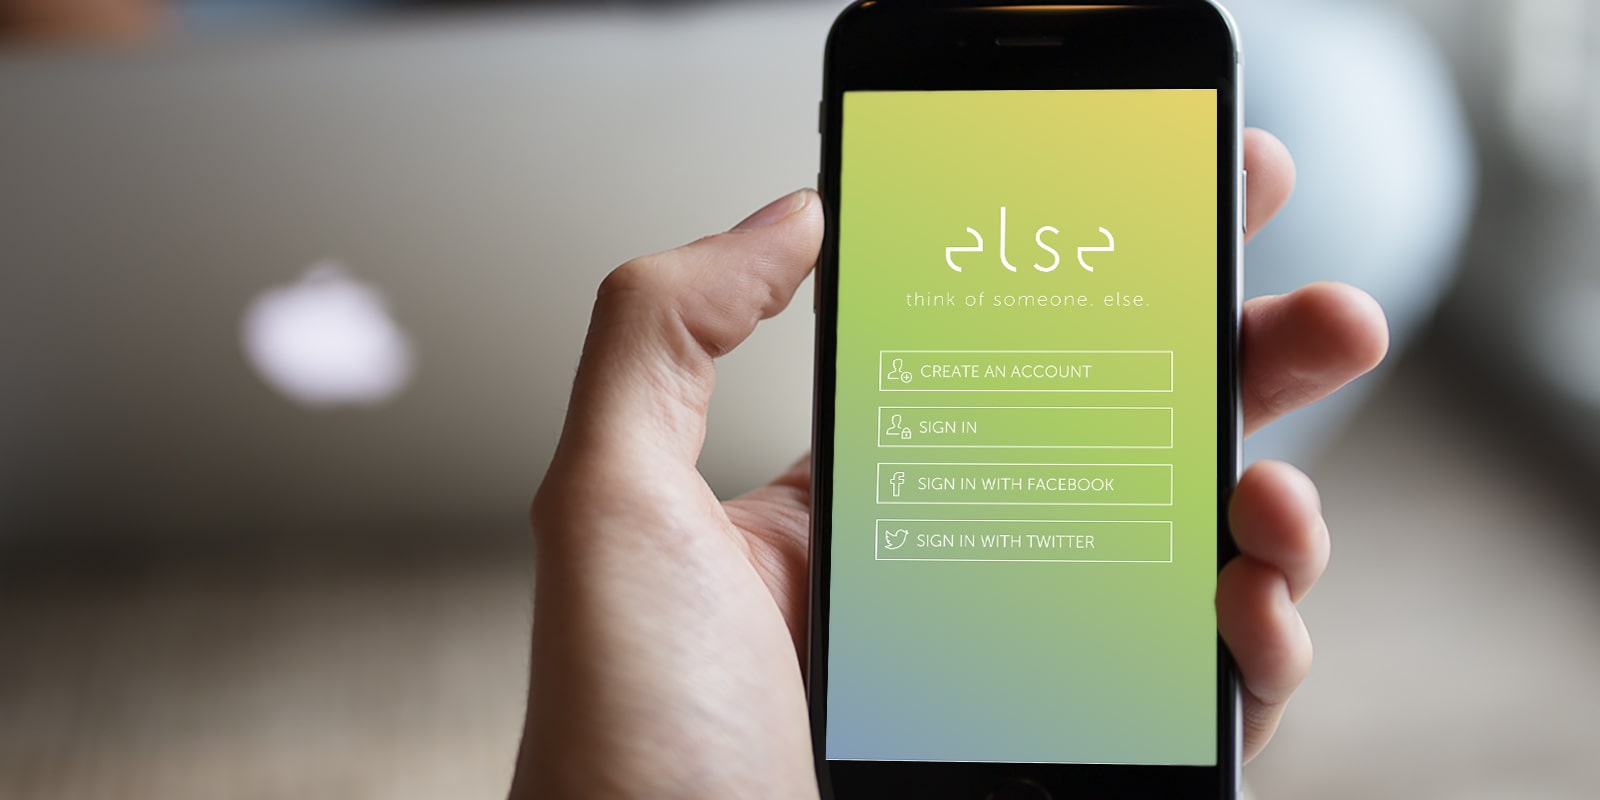 else
think of someone. else.
CREATE AN ACCOUNT
SIGN IN
SIGN IN WITH FACEBOOK
SIGN IN WITH TWITTER